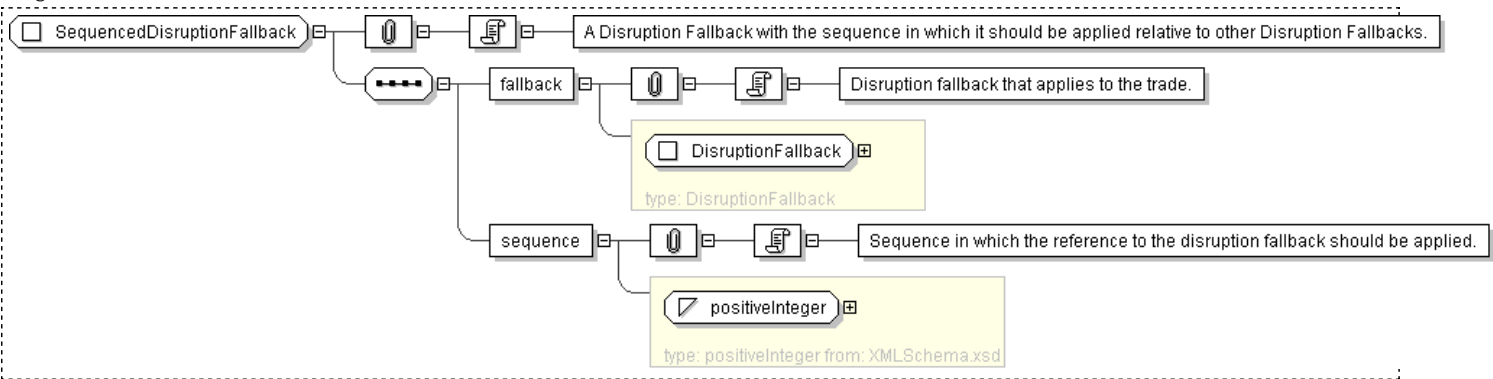 SequencedDisruptionFallback
A Disruption Fallback with the sequence in which it should be applied relative to other Disruption Fallbacks.
fallback
Disruption fallback that applies to the trade.
DisruptionFallback
type: DisruptionFallback
sequence
Sequence in which the reference to the disruption fallback should be applied.
positiveInteger
type: positiveInteger from: XMLSchema.xsd